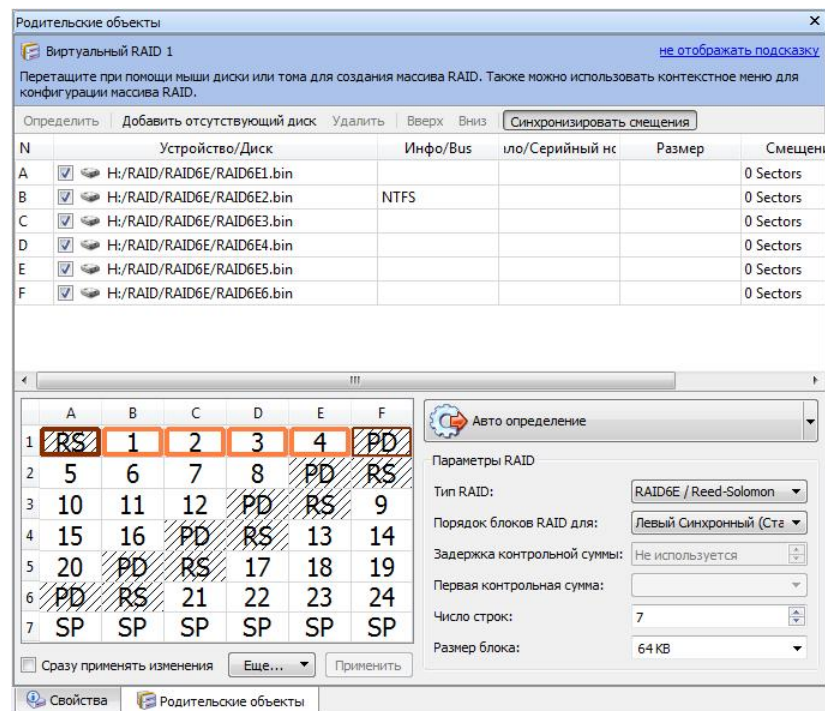 Родительские объекты
Виртуальный RAID 1 не отображать подсказку
Перетащите при помощи мыши диски или тома для создания массива RAID. Также можно использовать контекстное меню для
конфигурации массива RAID.
Определить Добавить отсутствующий диск Удалить Вверх Вниз Синхронизировать смещения
N Устройство/Диск Инфо/Bus ıло/Серийный нс Размер Смещени
A H:/RAID/RAID6E/RAID6E1.bin 0 Sectors
B H:/RAID/RAID6E/RAID6E2.bin NTFS 0 Sectors
C H:/RAID/RAID6E/RAID6E3.bin 0 Sectors
D H:/RAID/RAID6E/RAID6E4.bin 0 Sectors
E H:/RAID/RAID6E/RAID6E5.bin 0 Sectors
F H:/RAID/RAID6E/RAID6E6.bin 0 Sectors
A B C D E F
1 RS 1 2 3 4 PD
2 5 6 7 8 PD RS
3 10 11 12 PD RS 9
4 15 16 PD RS 13 14
5 20 PD RS 17 18 19
6 PD RS 21 22 23 24
7 SP SP SP SP SP SP
Сразу применять изменения Еще... Применить
Авто определение
Параметры RAID
Тип RAID: RAID6E / Reed-Solomon
Порядок блоков RAID для: Левый Синхронный (Ста
Задержка контрольной суммы: Не используется
Первая контрольная сумма:
Число строк: 7
Размер блока: 64 KB
Свойства Родительские объекты